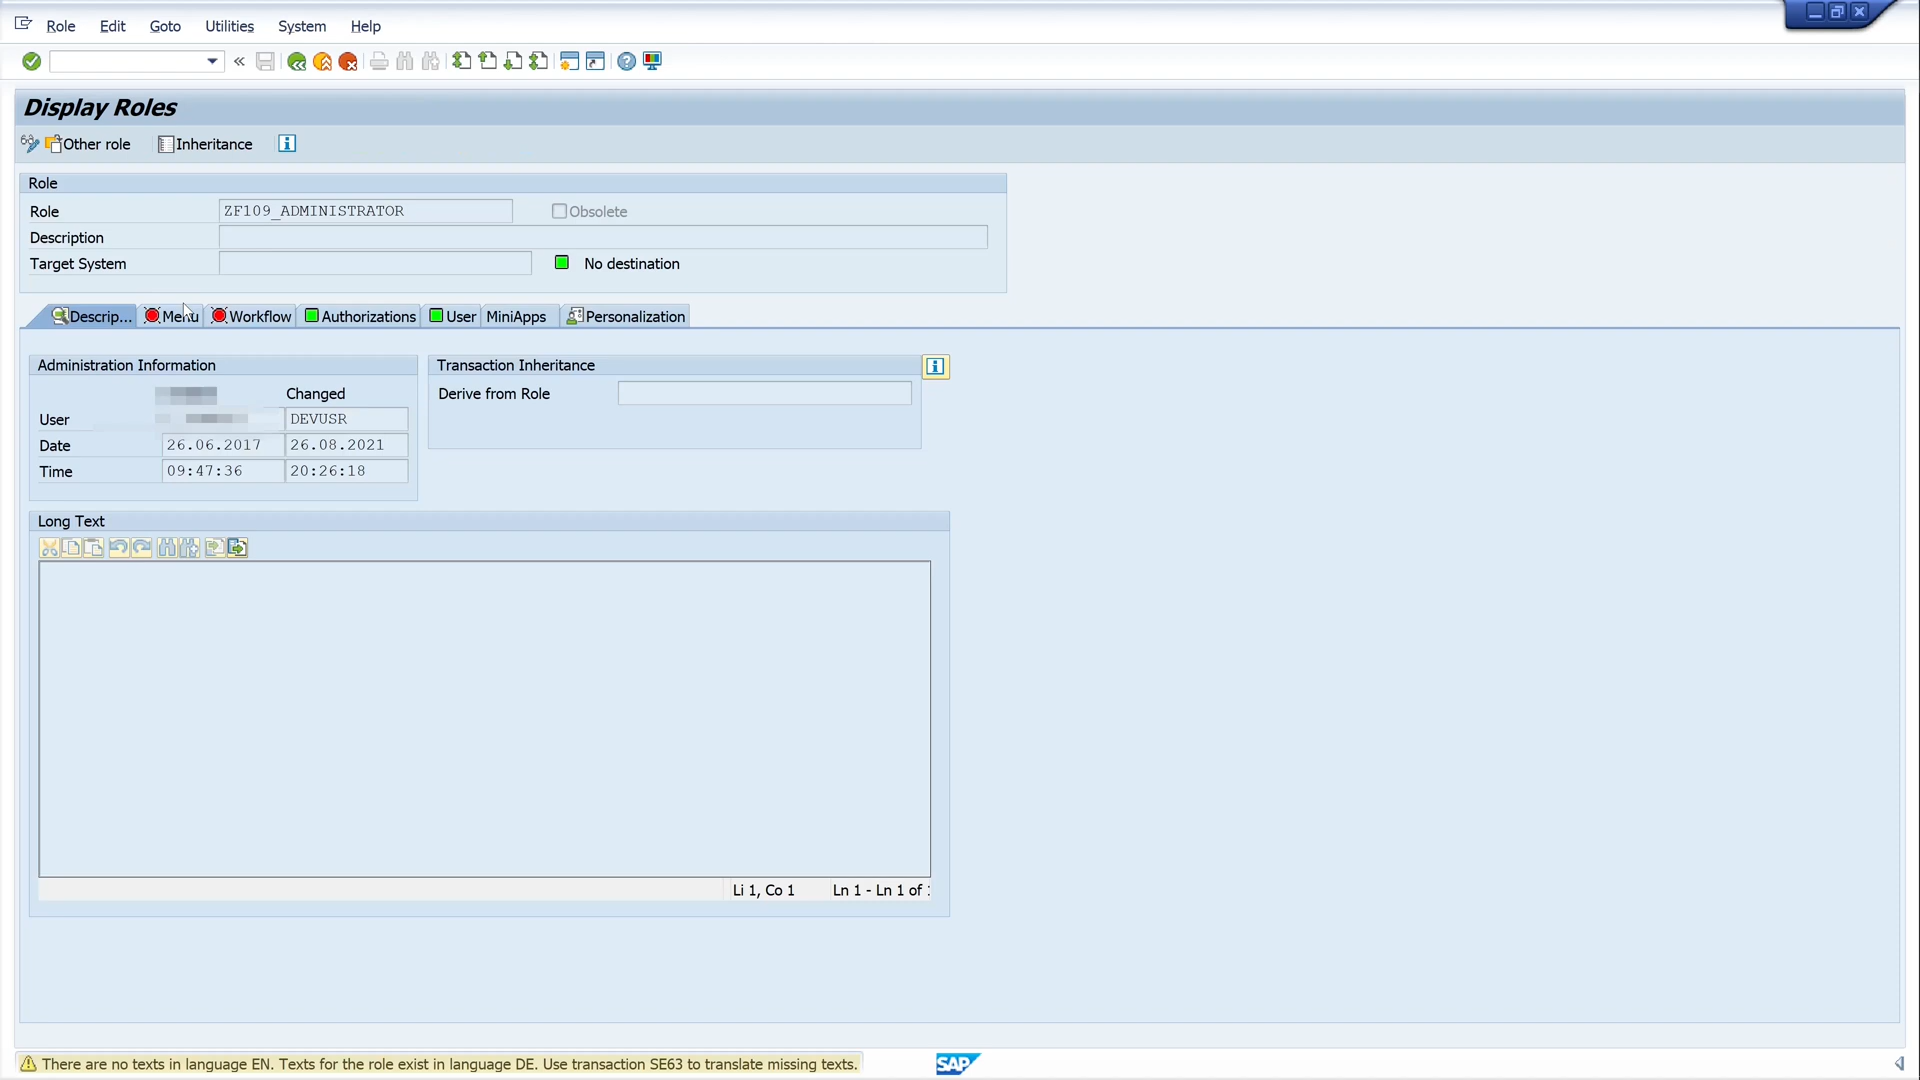 Role Edit Goto Utilities System Help
Display Roles
Other role Inheritance
Role
Role ZF109_ADMINISTRATOR Obsolete
Description
Target System No destination
Descrip... Menu Workflow Authorizations User MiniApps Personalization
Administration Information Transaction Inheritance
Changed Derive from Role
User DEVUSR
Date 26.06.2017 26.08.2021
Time 09:47:36 20:26:18
Long Text
Li 1, Co 1 Ln 1 - Ln 1 of
There are no texts in language EN. Texts for the role exist in language DE. Use transaction SE63 to translate missing texts.
SAP